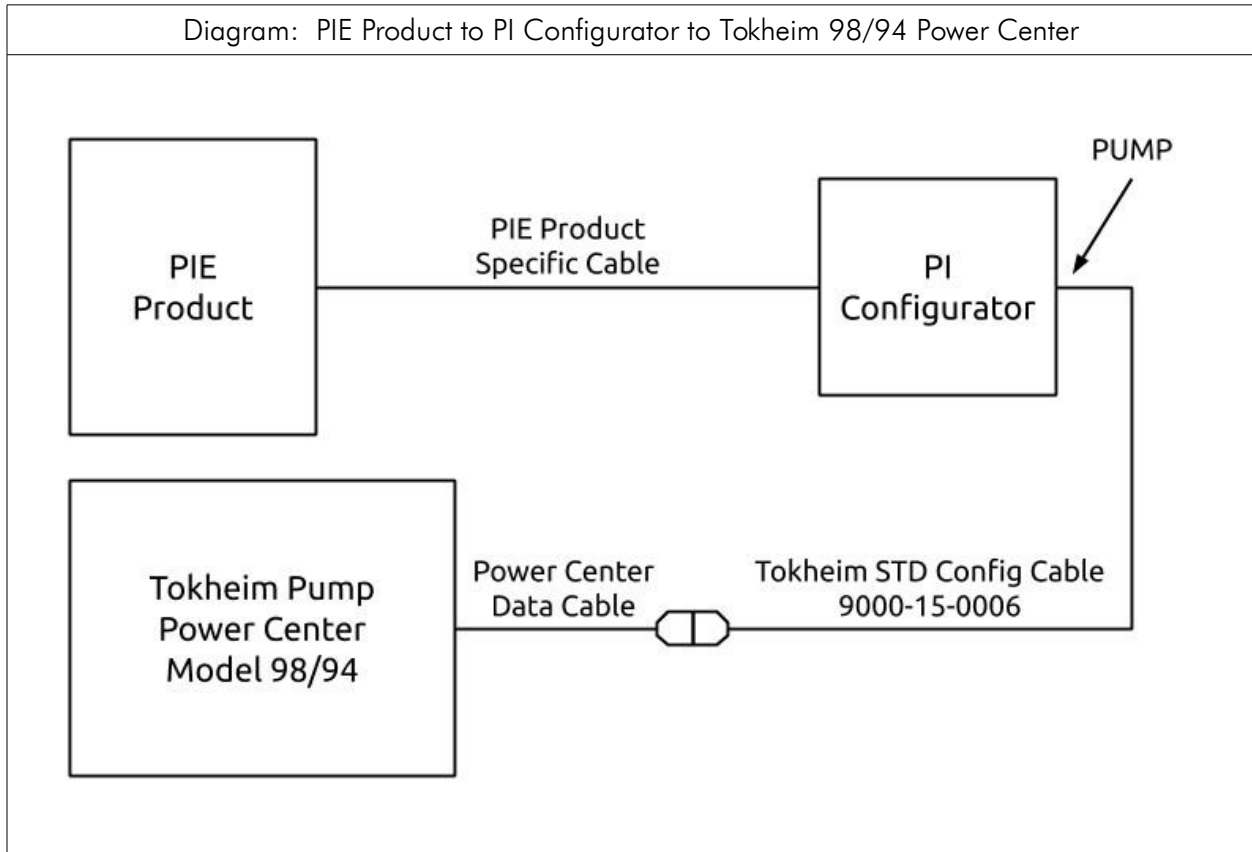 Diagram: PIE Product to PI Configurator to Tokheim 98/94 Power Center
PUMP
PIE Product
Specific Cable
PIE
Product
PI
Configurator
Power Center
Data Cable
Tokheim STD Config Cable
9000-15-0006
Tokheim Pump
Power Center
Model 98/94